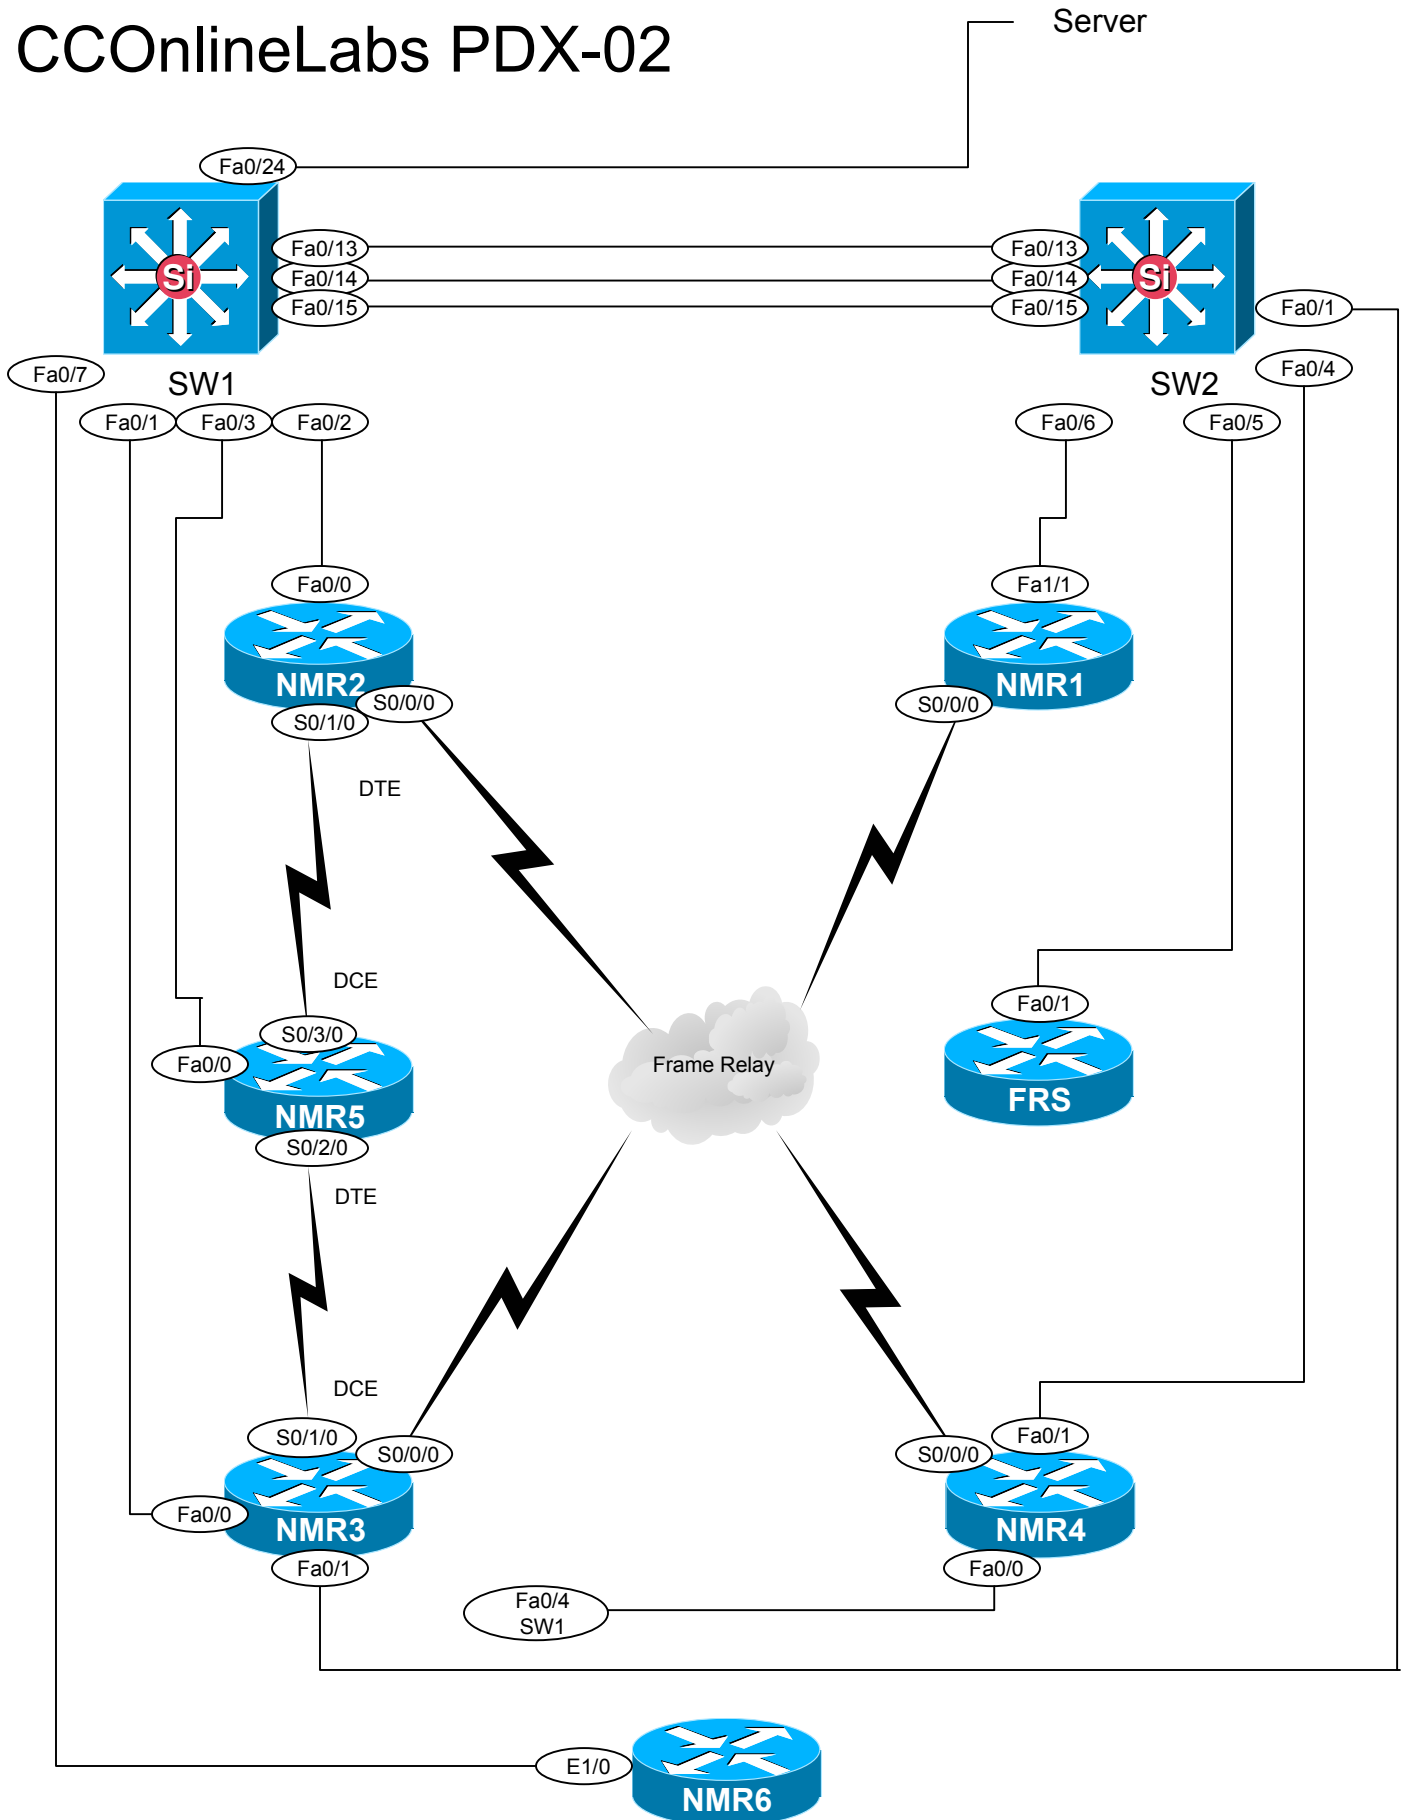 Server
CCOnlineLabs PDX-02
Fa0/24
Si
Fa0/13
Fa0/14
Fa0/15
Fa0/13
Fa0/14
Fa0/15
Si
Fa0/1
Fa0/7
SW1
SW2
Fa0/4
Fa0/1
Fa0/3
Fa0/2
Fa0/6
Fa0/5
Fa0/0
Fa1/1
NMR2
NMR1
S0/0/0
S0/1/0
S0/0/0
DTE
DCE
S0/3/0
Fa0/0
NMR5
S0/2/0
Frame Relay
Fa0/1
FRS
DTE
DCE
S0/1/0
S0/0/0
S0/0/0
Fa0/1
Fa0/0
NMR3
NMR4
Fa0/1
Fa0/0
Fa0/4
SW1
E1/0
NMR6